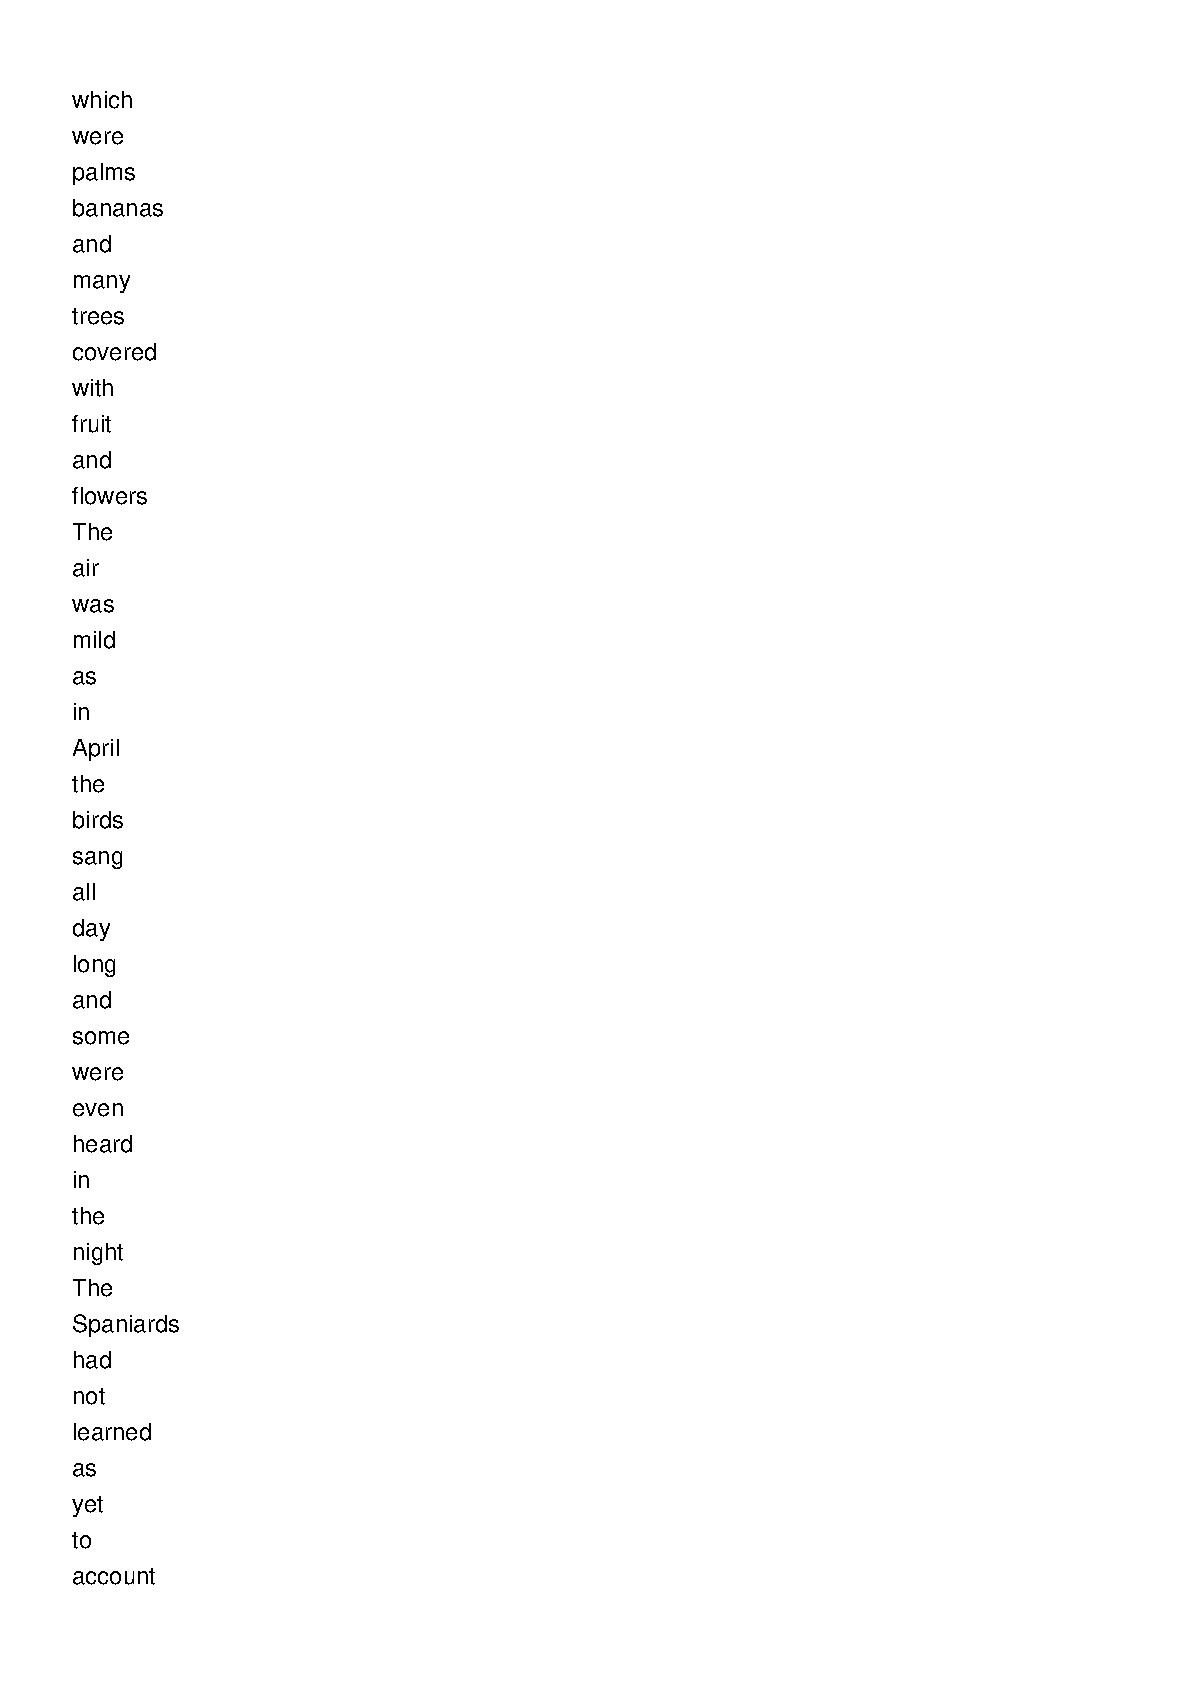 which
were
palms
bananas
and
many
trees
covered
with
fruit
and
flowers
The
air
was
mild
as
in
April
the
birds
sang
all
day
long
and
some
were
even
heard
in
the
night
The
Spaniards
had
not
learned
as
yet
to
account